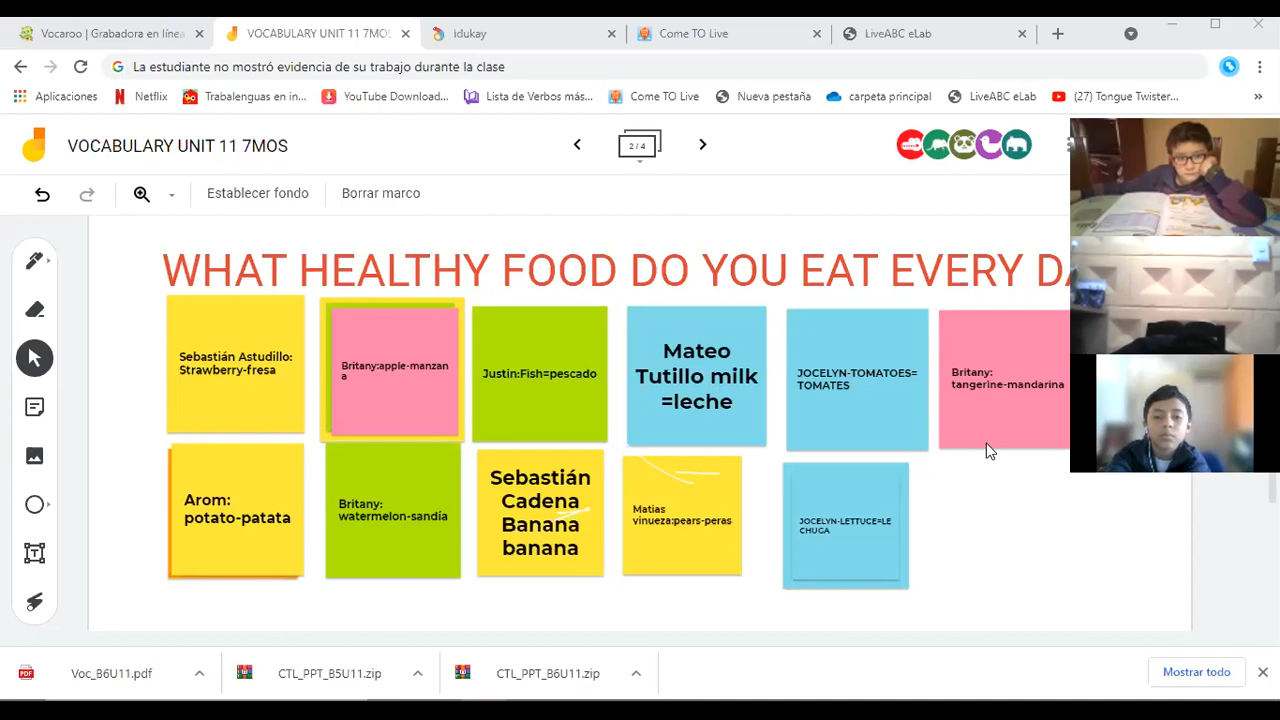 Vocaroo | Grabadora en línea
VOCABULARY UNIT 11 7MOS
idukay
Come TO Live
LiveABC eLab
La estudiante no mostró evidencia de su trabajo durante la clase
Aplicaciones
Netflix
Trabalenguas en in...
YouTube Download...
Lista de Verbos más...
Come TO Live
Nueva pestaña
carpeta principal
LiveABC eLab
(27) Tongue Twister...
»
VOCABULARY UNIT 11 7MOS
2 / 4
Establecer fondo
Borrar marco
WHAT HEALTHY FOOD DO YOU EAT EVERY DA
Sebastián Astudillo:
Strawberry-fresa
Britany:apple-manzan
a
Justin:Fish=pescado
Mateo
Tutillo milk
=leche
JOCELYN-TOMATOES=
TOMATES
Britany:
tangerine-mandarina
Arom:
potato-patata
Britany:
watermelon-sandía
Sebastián
Cadena
Banana
banana
Matias
vinueza:pears-peras
JOCELYN-LETTUCE=LE
CHUGA
PDF
Voc_B6U11.pdf
CTL_PPT_B5U11.zip
CTL_PPT_B6U11.zip
Mostrar todo